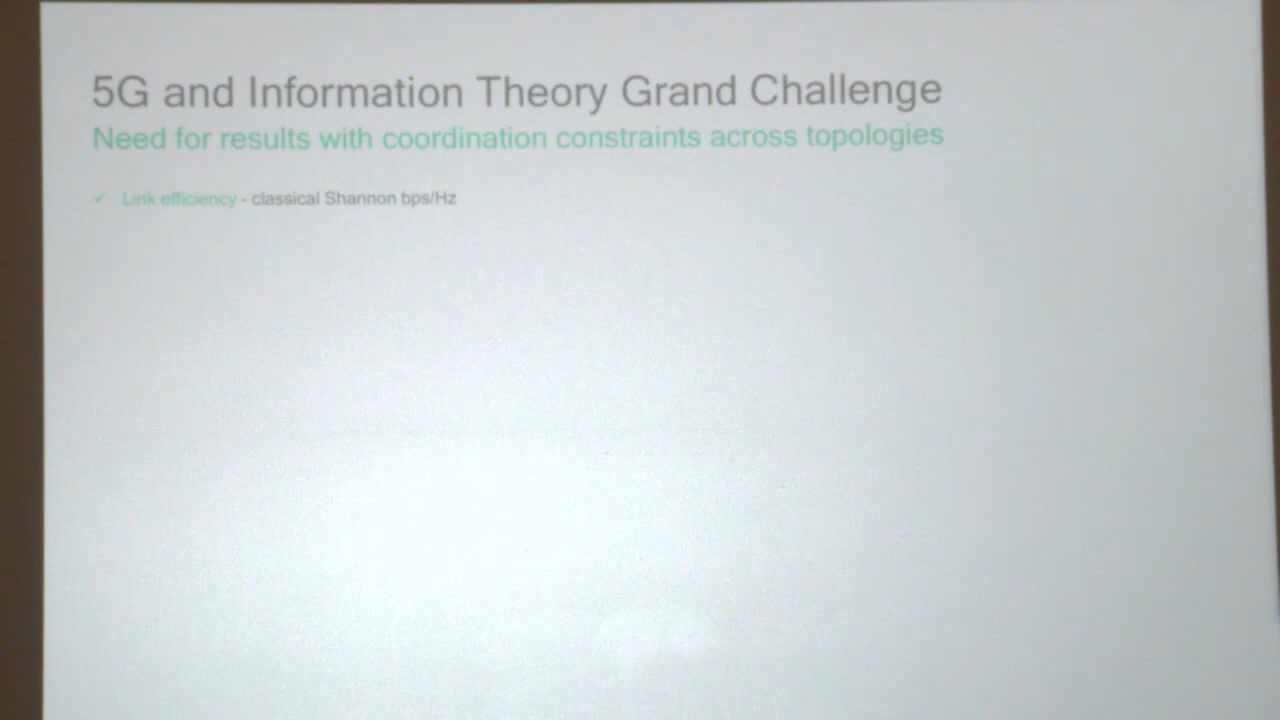 5G and Information Theory Grand Challenge
Need for results with coordination constraints across topologies
✓ Link efficiency - classical Shannon bps/Hz